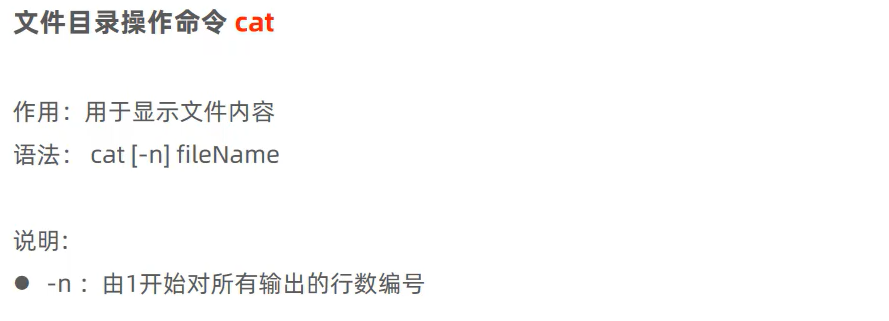 文件目录操作命令 cat
作用：用于显示文件内容
语法： cat [-n] fileName
说明:
● -n ：由1开始对所有输出的行数编号